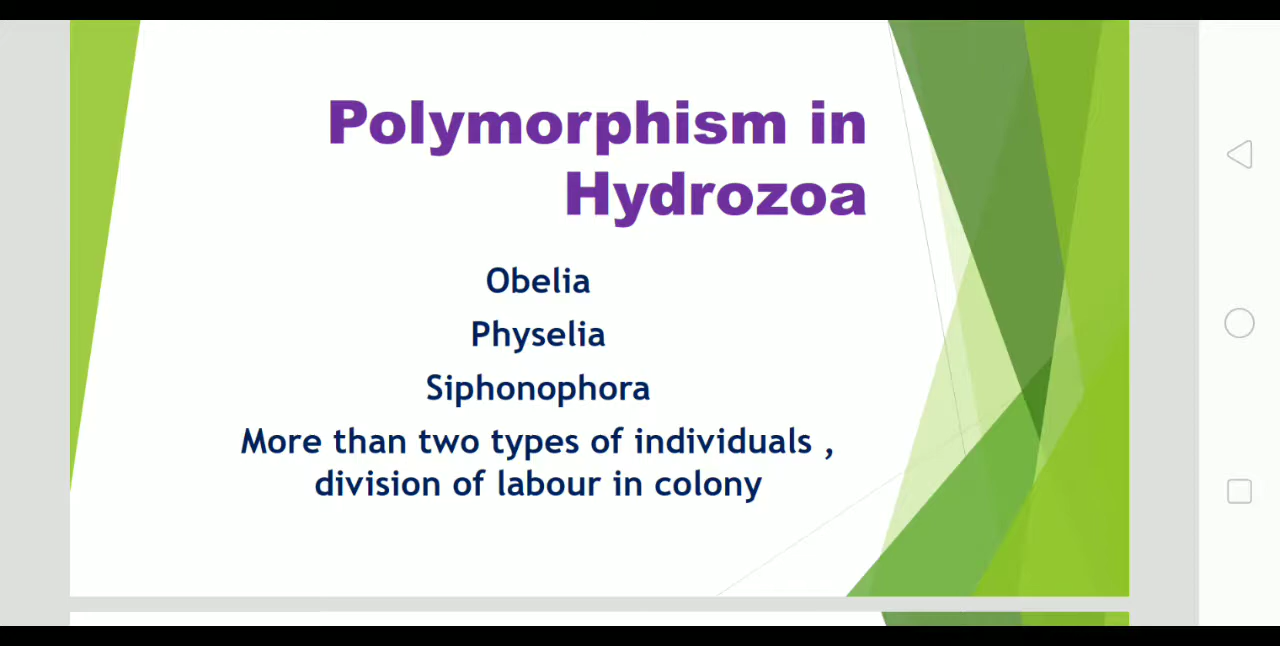 Polymorphism in
Hydrozoa
Obelia
Physelia
Siphonophora
More than two types of individuals ,
division of labour in colony